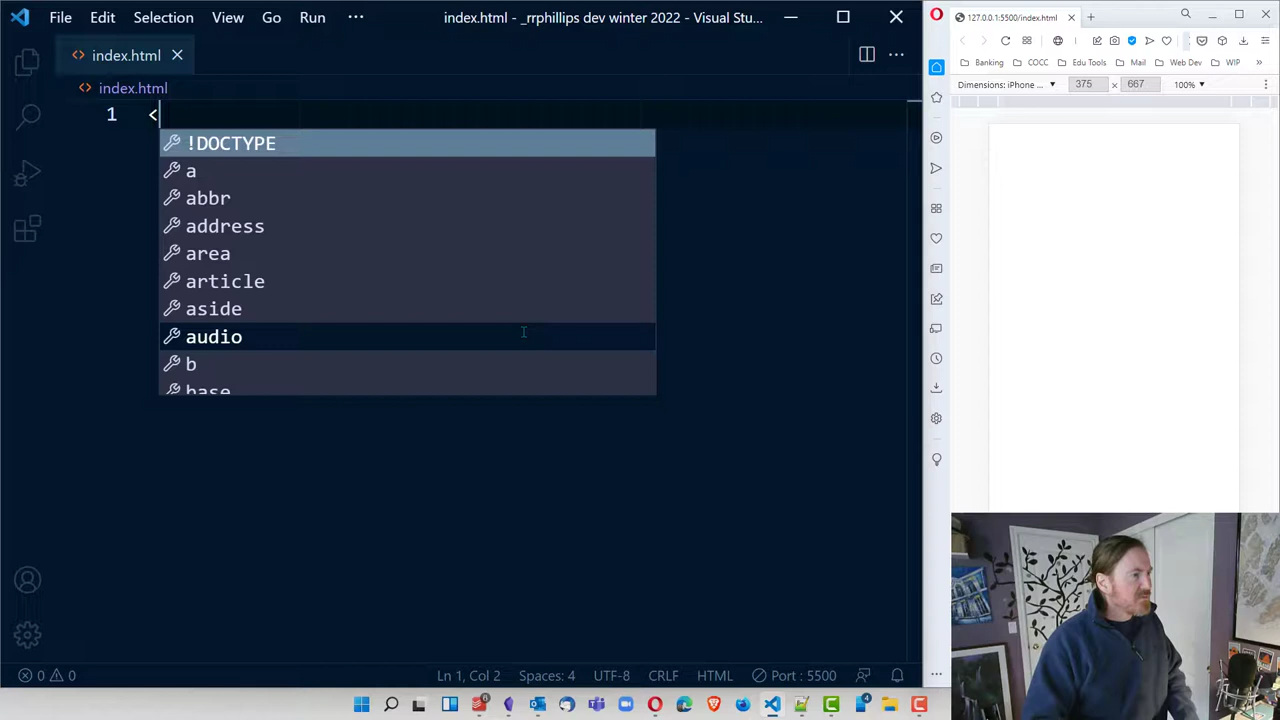 File Edit Selection View Go Run ··· index.html - _rrphillips dev winter 2022 - Visual Stu...
index.html
index.html
1 <
!DOCTYPE
a
abbr
address
area
article
aside
audio
b
base
0 0 Ln 1, Col 2 Spaces: 4 UTF-8 CRLF HTML Port : 5500
127.0.0.1:5500/index.html
Banking COCC Edu Tools Mail Web Dev WIP »
Dimensions: iPhone ... 375 × 667 100%
6
4